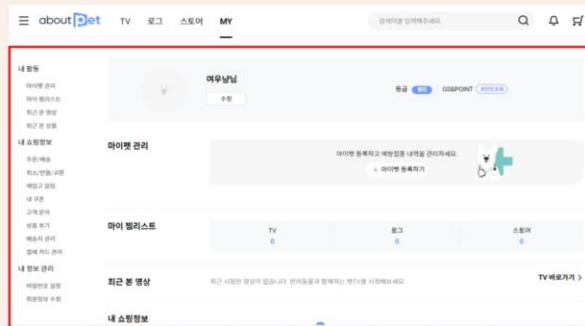 about Pet TV 로그 스토어 MY 검색어를 입력해주세요.
내 활동
마이펫 관리
마이 찜리스트
최근 본 영상
최근 본 상품
내 쇼핑정보
주문/배송
취소/반품/교환
재입고 알림
내 쿠폰
고객 문의
상품 후기
배송지 관리
결제 카드 관리
내 정보 관리
비밀번호 설정
회원정보 수정
여우냥님
수정
등급 GS&POINT
마이펫 관리
마이펫 등록하고 예방접종 내역을 관리하세요.
+ 마이펫 등록하기
마이 찜리스트
TV 로그 스토어
0 0 0
최근 본 영상
최근 시청한 영상이 없습니다. 반려동물과 함께하는 펫TV를 시청해보세요.
TV 바로가기 >
내 쇼핑정보